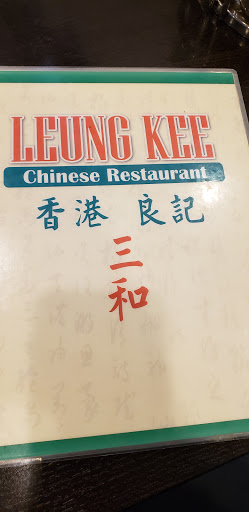 LEUNG KEE
Chinese Restaurant
香港 良記
三
和